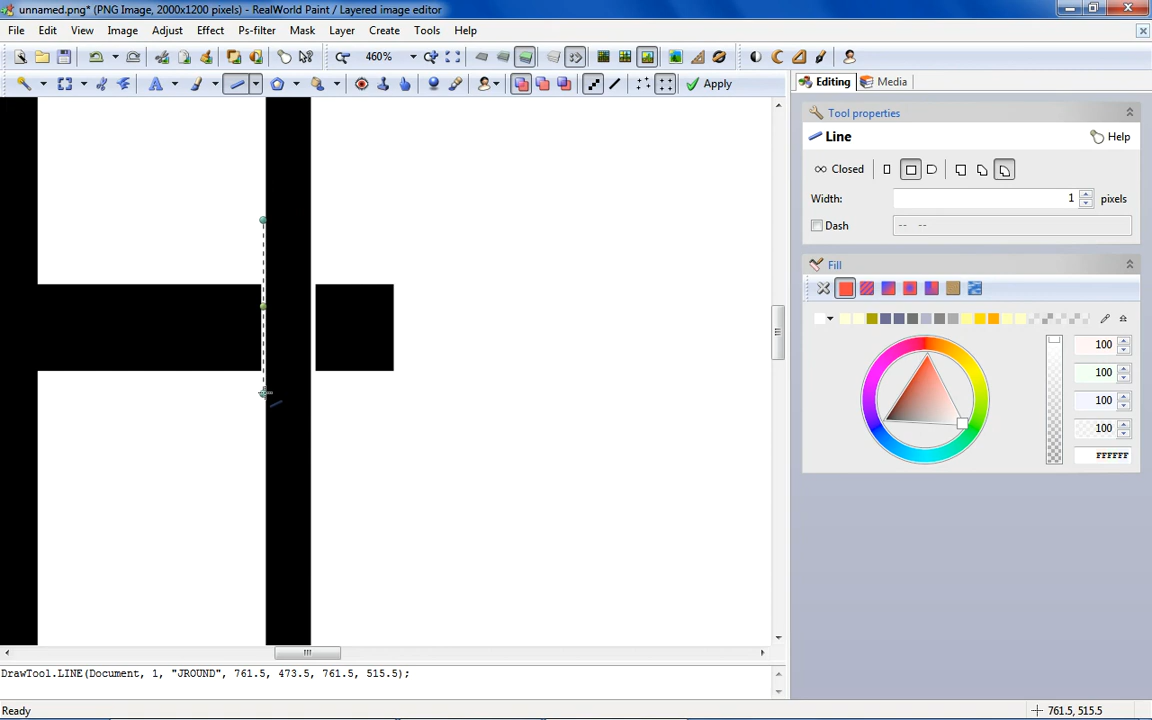 unnamed.png* (PNG Image, 2000x1200 pixels) - RealWorld Paint / Layered image editor
File Edit View Image Adjust Effect Ps-filter Mask Layer Create Tools Help
460%
Apply
Editing Media
Tool properties
Line Help
Closed
Width: 1 pixels
Dash -- --
Fill
100
100
100
100
FFFFFF
DrawTool.LINE(Document, 1, "JROUND", 761.5, 473.5, 761.5, 515.5);
Ready 761.5, 515.5